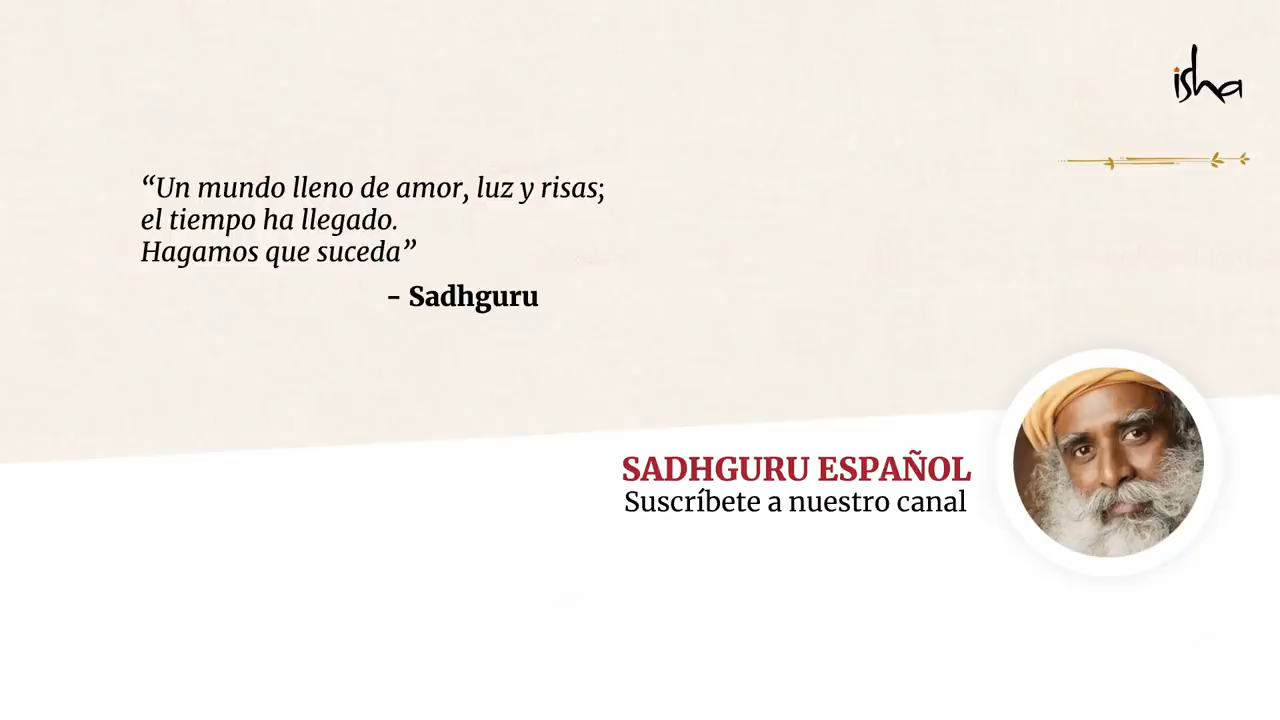 isha
“Un mundo lleno de amor, luz y risas;
el tiempo ha llegado.
Hagamos que suceda”
- Sadhguru
SADHGURU ESPAÑOL
Suscríbete a nuestro canal